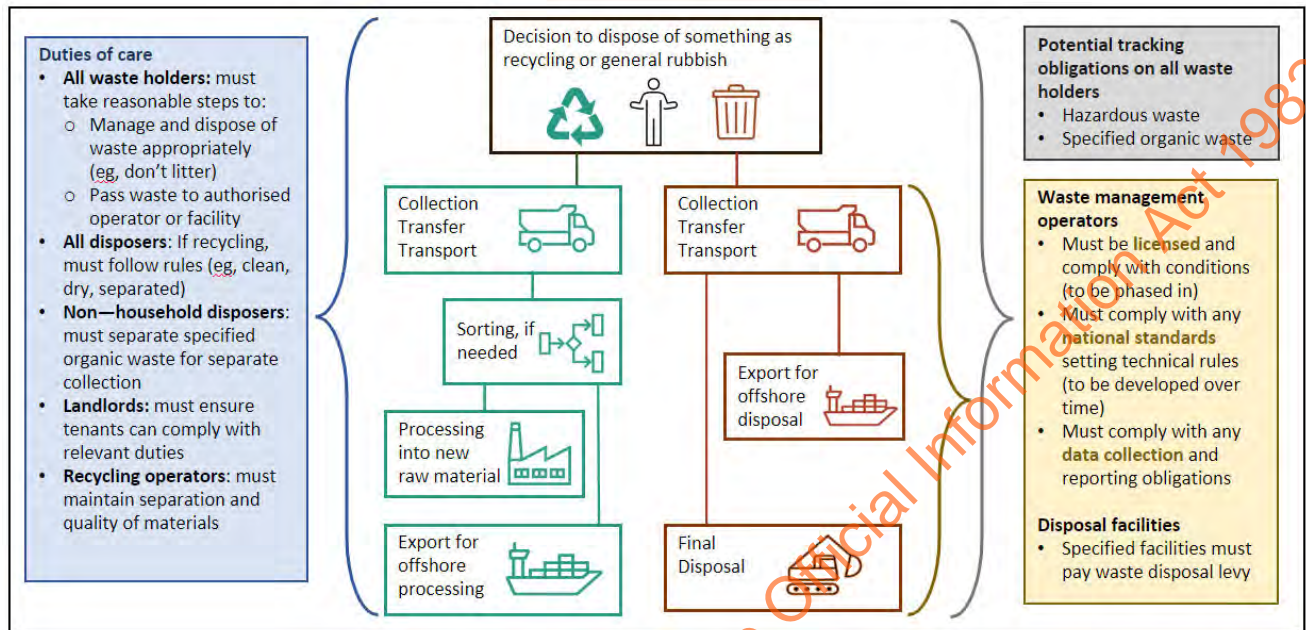 Duties of care
• All waste holders: must
take reasonable steps to:
o Manage and dispose of
waste appropriately
(eg, don't litter)
o Pass waste to authorised
operator or facility
• All disposers: If recycling,
must follow rules (eg, clean,
dry, separated)
• Non—household disposers:
must separate specified
organic waste for separate
collection
• Landlords: must ensure
tenants can comply with
relevant duties
• Recycling operators: must
maintain separation and
quality of materials
Decision to dispose of something as
recycling or general rubbish
Collection
Transfer
Transport
Sorting, if
needed
Processing
into new
raw material
Export for
offshore
processing
Collection
Transfer
Transport
Export for
offshore
disposal
Final
Disposal
Potential tracking
obligations on all waste
holders
• Hazardous waste
• Specified organic waste
Waste management
operators
• Must be licensed and
comply with conditions
(to be phased in)
• Must comply with any
national standards
setting technical rules
(to be developed over
time)
• Must comply with any
data collection and
reporting obligations
Disposal facilities
• Specified facilities must
pay waste disposal levy
Official Information Act 1982